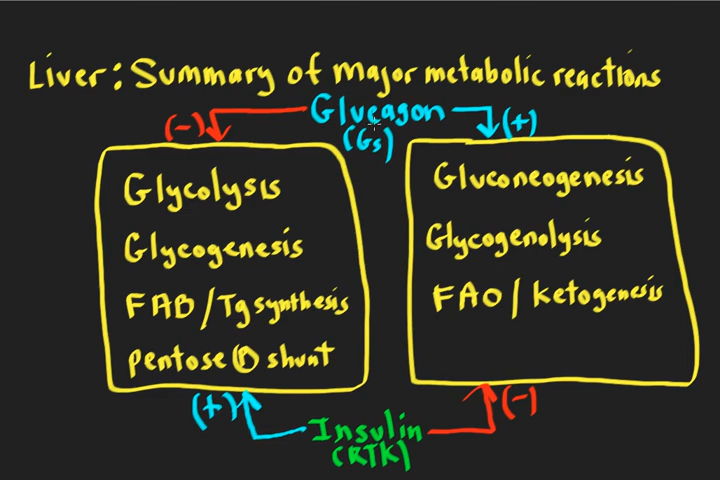 Liver: Summary of major metabolic reactions
Glucagon
(-)
(+)
(Gs)
Glycolysis
Glycogenesis
FAB/Tg synthesis
Pentose Ⓟ shunt
Gluconeogenesis
Glycogenolysis
FAO/ketogenesis
(+)
(-)
Insulin
(RTK)